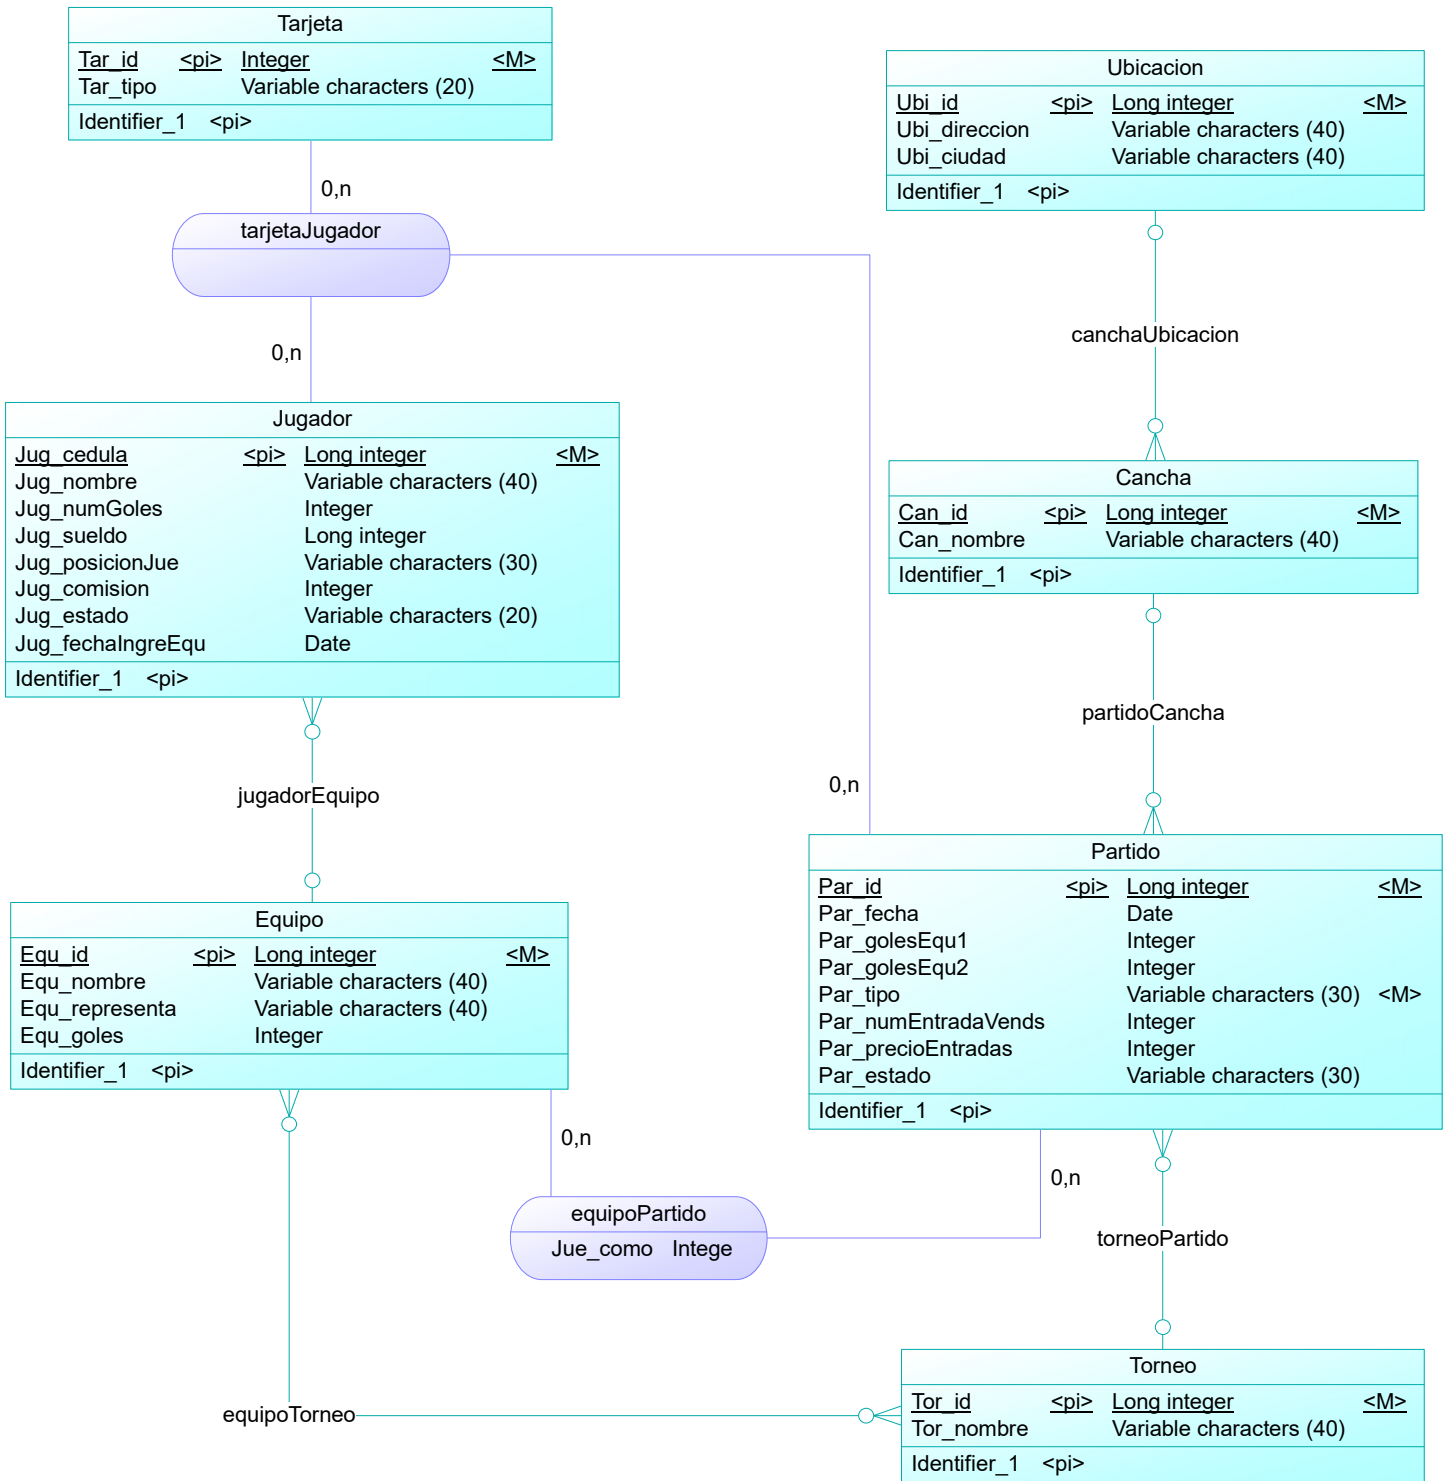 Tarjeta
Tar_id <pi> Integer <M>
Tar_tipo Variable characters (20)
Identifier_1 <pi>
Ubicacion
Ubi_id <pi> Long integer <M>
Ubi_direccion Variable characters (40)
Ubi_ciudad Variable characters (40)
Identifier_1 <pi>
0,n
tarjetaJugador
0,n
canchaUbicacion
Jugador
Jug_cedula <pi> Long integer <M>
Jug_nombre Variable characters (40)
Jug_numGoles Integer
Jug_sueldo Long integer
Jug_posicionJue Variable characters (30)
Jug_comision Integer
Jug_estado Variable characters (20)
Jug_fechaIngreEqu Date
Identifier_1 <pi>
Cancha
Can_id <pi> Long integer <M>
Can_nombre Variable characters (40)
Identifier_1 <pi>
partidoCancha
jugadorEquipo
0,n
Partido
Par_id <pi> Long integer <M>
Par_fecha Date
Par_golesEqu1 Integer
Par_golesEqu2 Integer
Par_tipo Variable characters (30) <M>
Par_numEntradaVends Integer
Par_precioEntradas Integer
Par_estado Variable characters (30)
Identifier_1 <pi>
Equipo
Equ_id <pi> Long integer <M>
Equ_nombre Variable characters (40)
Equ_representa Variable characters (40)
Equ_goles Integer
Identifier_1 <pi>
0,n
0,n
equipoPartido
Jue_como Intege
torneoPartido
equipoTorneo
Torneo
Tor_id <pi> Long integer <M>
Tor_nombre Variable characters (40)
Identifier_1 <pi>